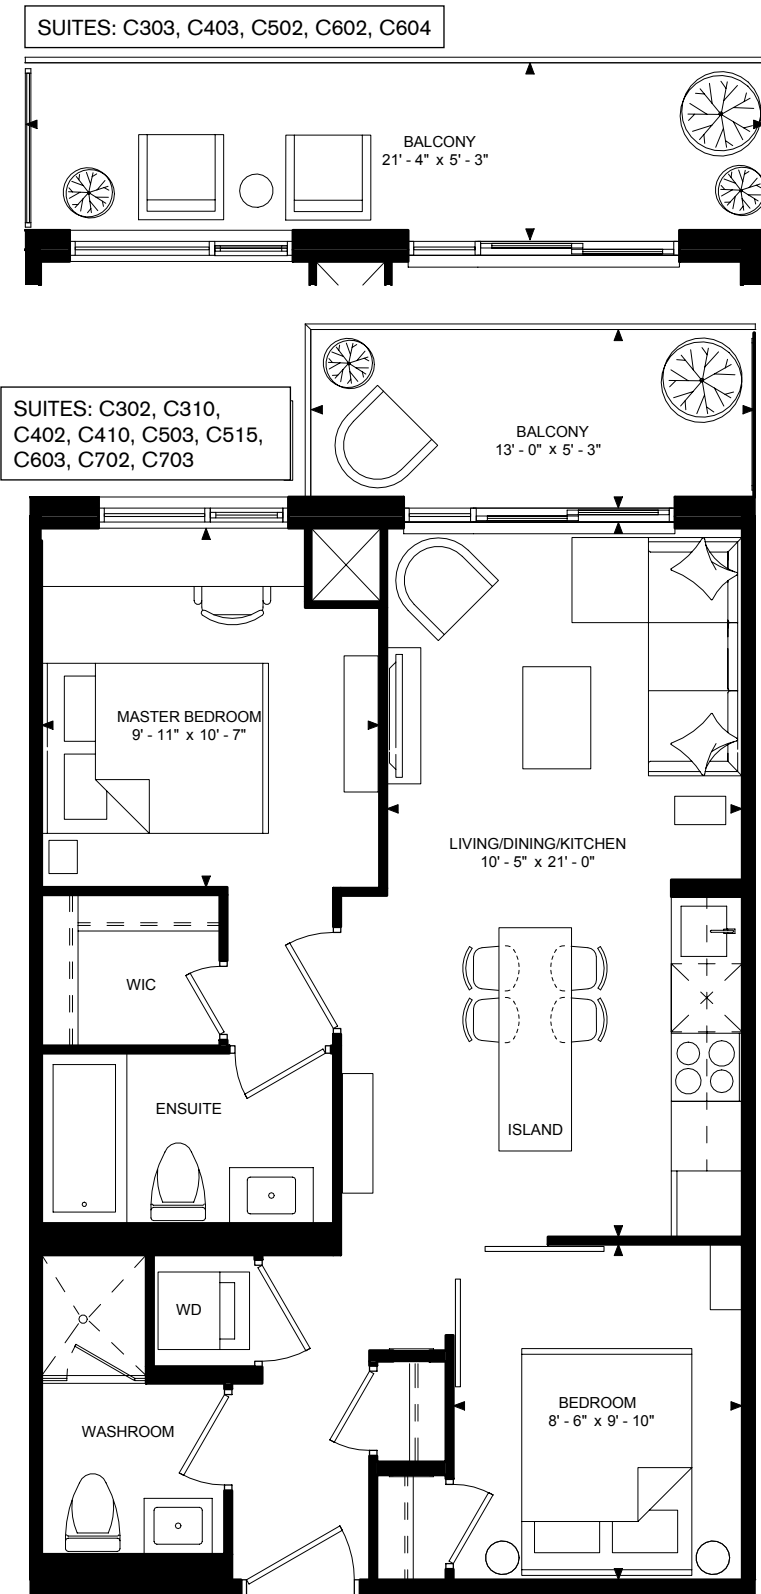 SUITES: C303, C403, C502, C602, C604
BALCONY
21' - 4" x 5' - 3"
SUITES: C302, C310,
C402, C410, C503, C515,
C603, C702, C703
BALCONY
13' - 0" x 5' - 3"
MASTER BEDROOM
9' - 11" x 10' - 7"
LIVING/DINING/KITCHEN
10' - 5" x 21' - 0"
WIC
ENSUITE
ISLAND
WD
BEDROOM
8' - 6" x 9' - 10"
WASHROOM